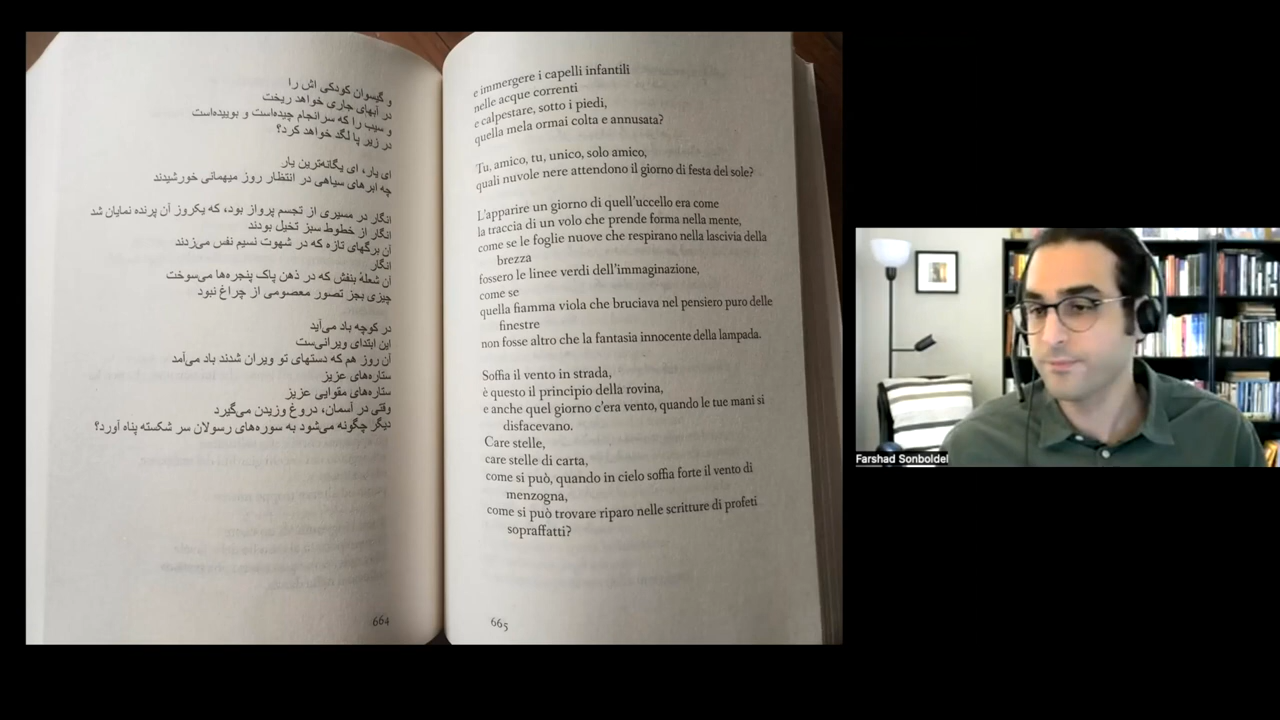 و گیسوان کودکی اش را
در آبهای جاری خواهد ریخت
و سیب را که سرانجام چیده‌است و بوییده‌است
در زیر پا لگد خواهد کرد؟
ای یار، ای یگانه‌ترین یار
چه ابرهای سیاهی در انتظار روز میهمانی خورشیدند
انگار در مسیری از تجسم پرواز بود، که یکروز آن پرنده نمایان شد
انگار از خطوط سبز تخیل بودند
آن برگهای تازه که در شهوت نسیم نفس می‌زدند
انگار
آن شعلهٔ بنفش که در ذهن پاک پنجره‌ها می‌سوخت
چیزی بجز تصور معصومی از چراغ نبود
در کوچه باد می‌آید
این ابتدای ویرانی‌ست
آن روز هم که دستهای تو ویران شدند باد می‌آمد
ستاره‌های عزیز
ستاره‌های مقوایی عزیز
وقتی در آسمان، دروغ وزیدن می‌گیرد
دیگر چگونه می‌شود به سوره‌های رسولان سر شکسته پناه آورد؟
664
e immergere i capelli infantili
nelle acque correnti
e calpestare, sotto i piedi,
quella mela ormai colta e annusata?
Tu, amico, tu, unico, solo amico,
quali nuvole nere attendono il giorno di festa del sole?
L'apparire un giorno di quell'uccello era come
la traccia di un volo che prende forma nella mente,
come se le foglie nuove che respirano nella lascivia della
brezza
fossero le linee verdi dell'immaginazione,
come se
quella fiamma viola che bruciava nel pensiero puro delle
finestre
non fosse altro che la fantasia innocente della lampada.
Soffia il vento in strada,
è questo il principio della rovina,
e anche quel giorno c'era vento, quando le tue mani si
disfacevano.
Care stelle,
care stelle di carta,
come si può, quando in cielo soffia forte il vento di
menzogna,
come si può trovare riparo nelle scritture di profeti
sopraffatti?
665
Farshad Sonboldel